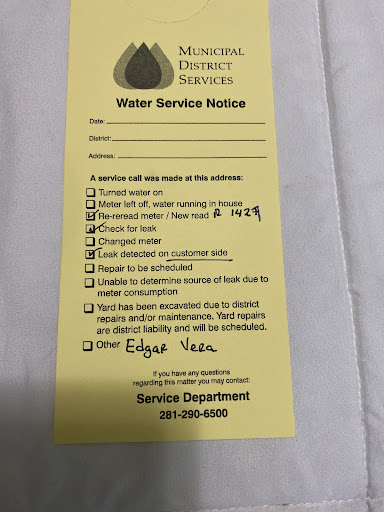 MUNICIPAL
DISTRICT
SERVICES
Water Service Notice
Date:
District:
Address:
A service call was made at this address:
Turned water on
Meter left off, water running in house
Re-reread meter / New read
Check for leak
Changed meter
Leak detected on customer side
Repair to be scheduled
Unable to determine source of leak due to
meter consumption
Yard has been excavated due to district
repairs and/or maintenance. Yard repairs
are district liability and will be scheduled.
Other Edgar Vera
If you have any questions
regarding this matter you may contact:
Service Department
281-290-6500